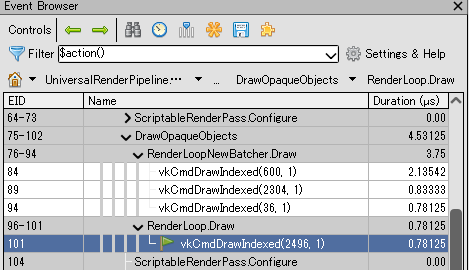 Event Browser
Controls
Filter $action() Settings & Help
UniversalRenderPipeline... ... DrawOpaqueObjects RenderLoop.Draw
EID Name Duration (µs)
64-73 ScriptableRenderPass.Configure 0.00
75-102 DrawOpaqueObjects 4.53125
76-94 RenderLoopNewBatcher.Draw 3.75
84 vkCmdDrawIndexed(600, 1) 2.13542
89 vkCmdDrawIndexed(2304, 1) 0.83333
94 vkCmdDrawIndexed(36, 1) 0.78125
96-101 RenderLoop.Draw 0.78125
101 vkCmdDrawIndexed(2496, 1) 0.78125
104 ScriptableRenderPass.Configure 0.00